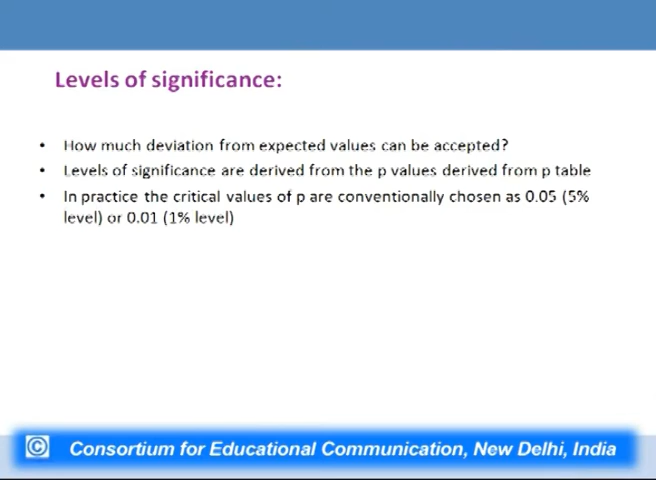 Levels of significance:
• How much deviation from expected values can be accepted?
• Levels of significance are derived from the p values derived from p table
• In practice the critical values of p are conventionally chosen as 0.05 (5%
level) or 0.01 (1% level)
© Consortium for Educational Communication, New Delhi, India